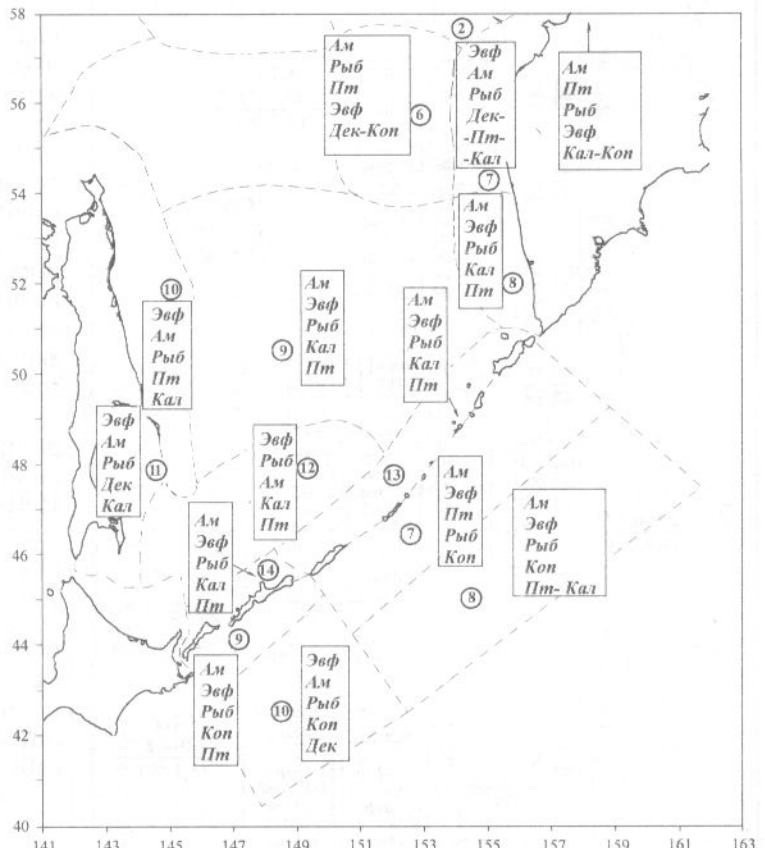 58
56
54
52
50
48
46
44
42
40
2
Ам
Рыб
Пт
Эвф
Дек-Коп
6
Эвф
Ам
Рыб
Дек-
-Пт-
-Кал
Ам
Пт
Рыб
Эвф
Кал-Коп
7
Ам
Эвф
Рыб
Кал
Пт
8
10
Эвф
Ам
Рыб
Пт
Кал
9
Ам
Эвф
Рыб
Кал
Пт
Ам
Эвф
Рыб
Кал
Пт
Эвф
Ам
Рыб
Дек
Кал
11
Эвф
Рыб
Ам
Кал
Пт
12
13
Ам
Эвф
Пт
Рыб
Коп
7
Ам
Эвф
Рыб
Коп
Пт- Кал
8
Ам
Эвф
Рыб
Кал
Пт
14
9
Ам
Эвф
Рыб
Коп
Пт
10
Эвф
Ам
Рыб
Коп
Дек
141 143 145 147 149 151 153 155 157 159 161 163